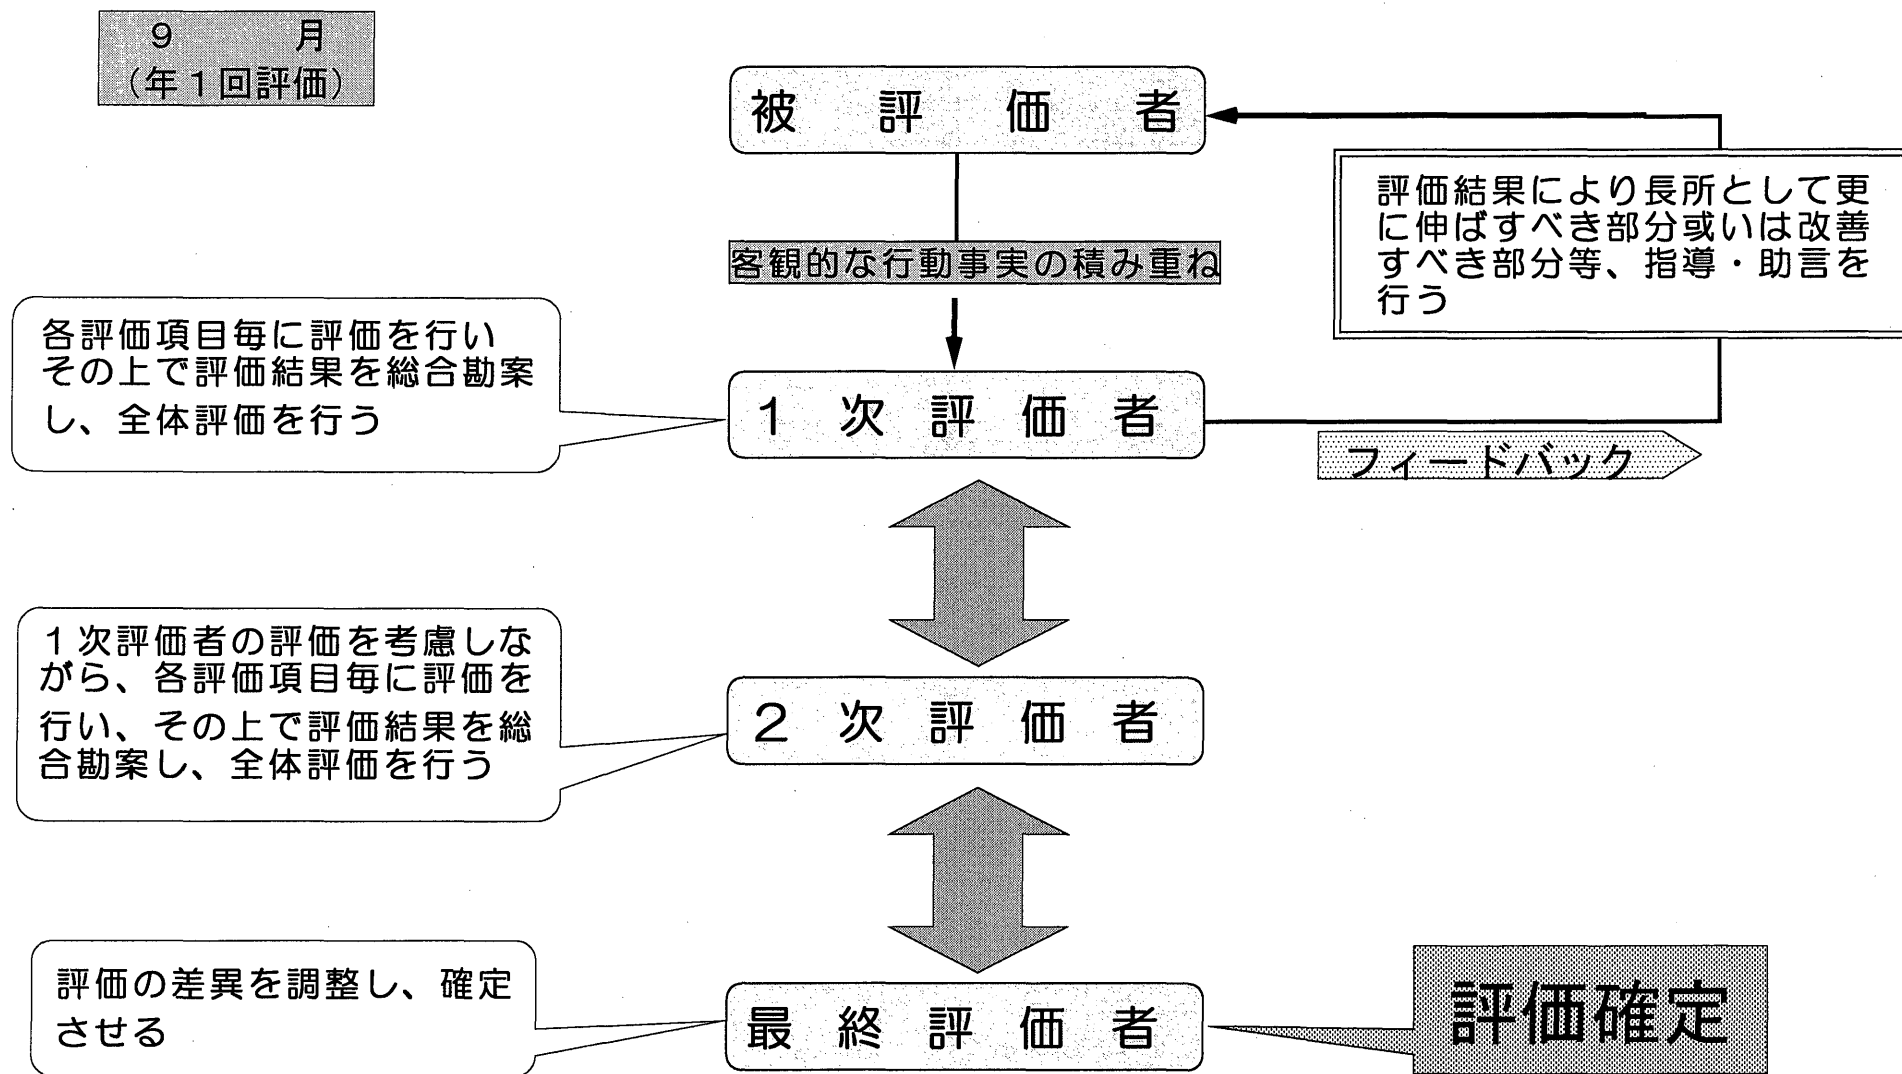 9 月
(年1回評価)
被評価者
評価結果により長所として更
に伸ばすべき部分或いは改善
すべき部分等、指導・助言を
行う
客観的な行動事実の積み重ね
各評価項目毎に評価を行い
その上で評価結果を総合勘案
し、全体評価を行う
1次評価者
フィードバック
1次評価者の評価を考慮しな
がら、各評価項目毎に評価を
行い、その上で評価結果を総
合勘案し、全体評価を行う
2次評価者
評価の差異を調整し、確定
させる
最終評価者
評価確定